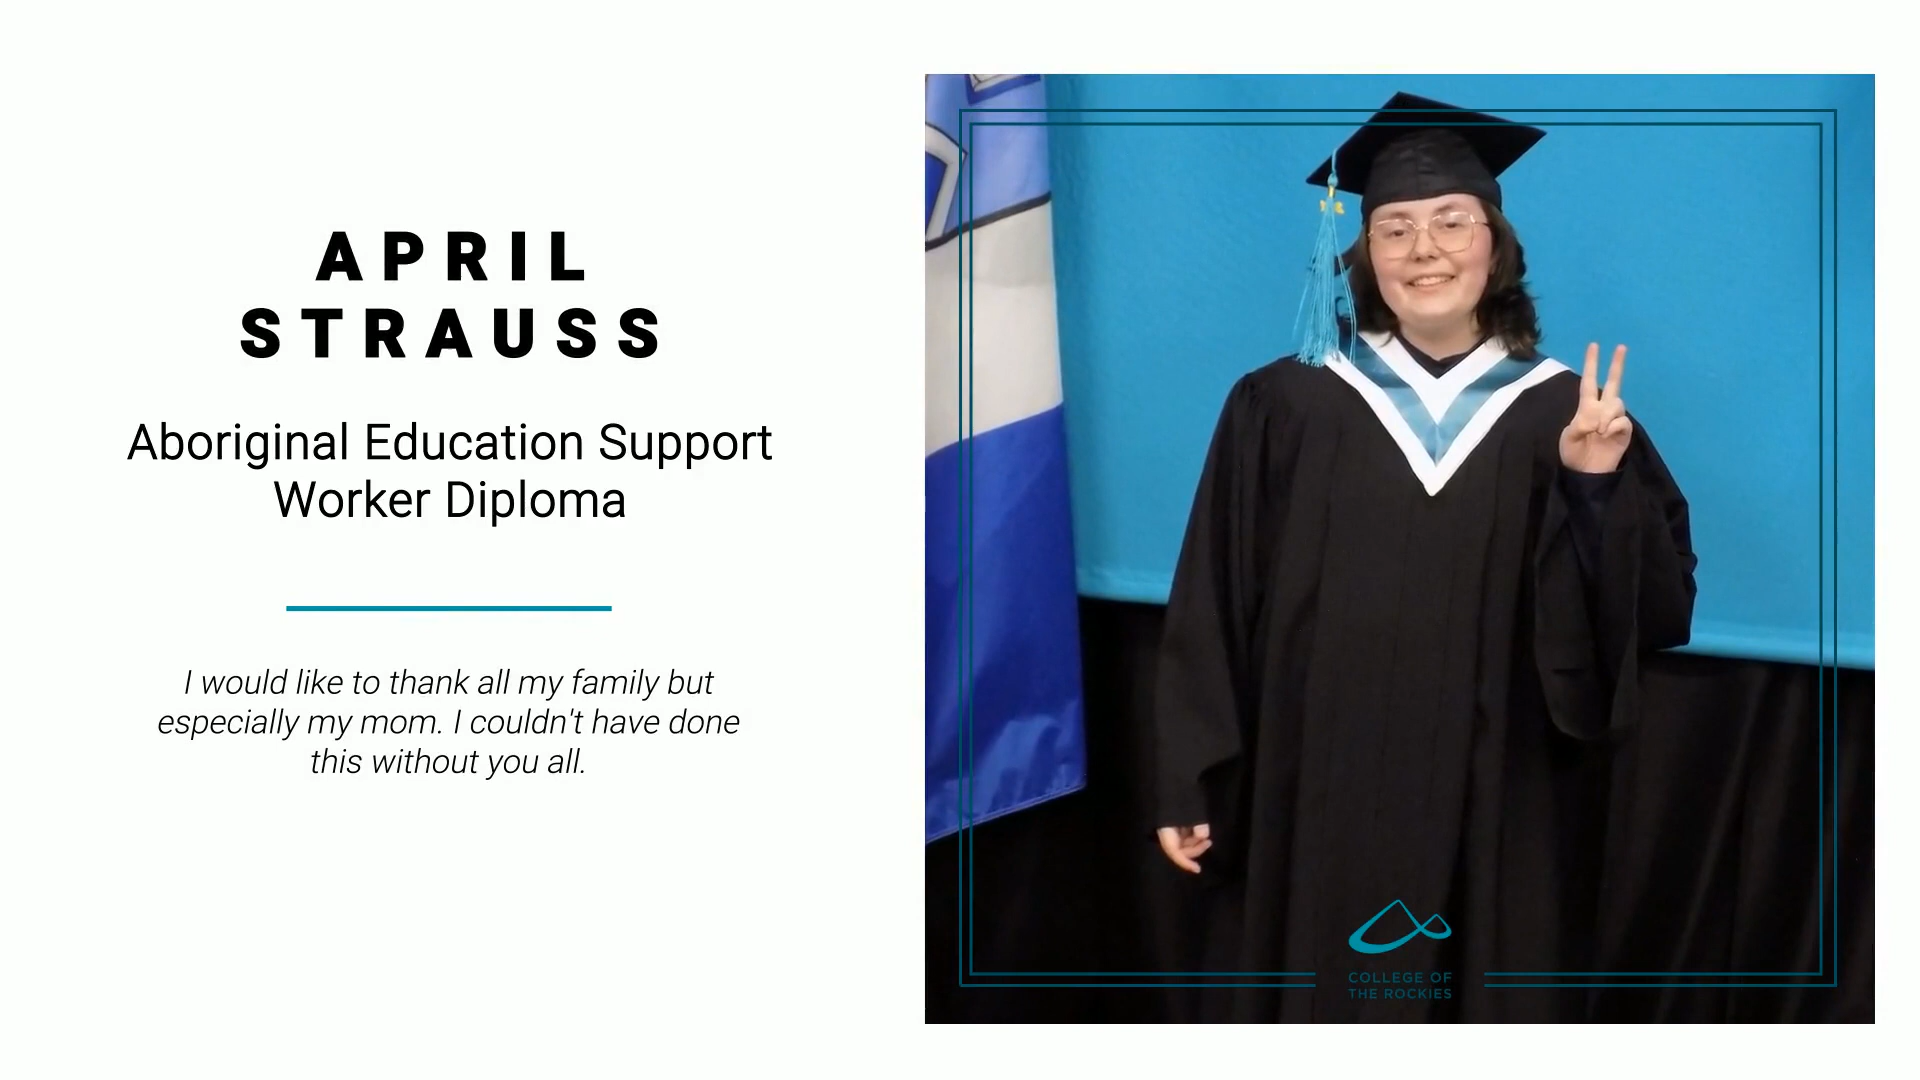 APRIL
STRAUSS
Aboriginal Education Support
Worker Diploma
I would like to thank all my family but
especially my mom. I couldn't have done
this without you all.
COLLEGE OF
THE ROCKIES